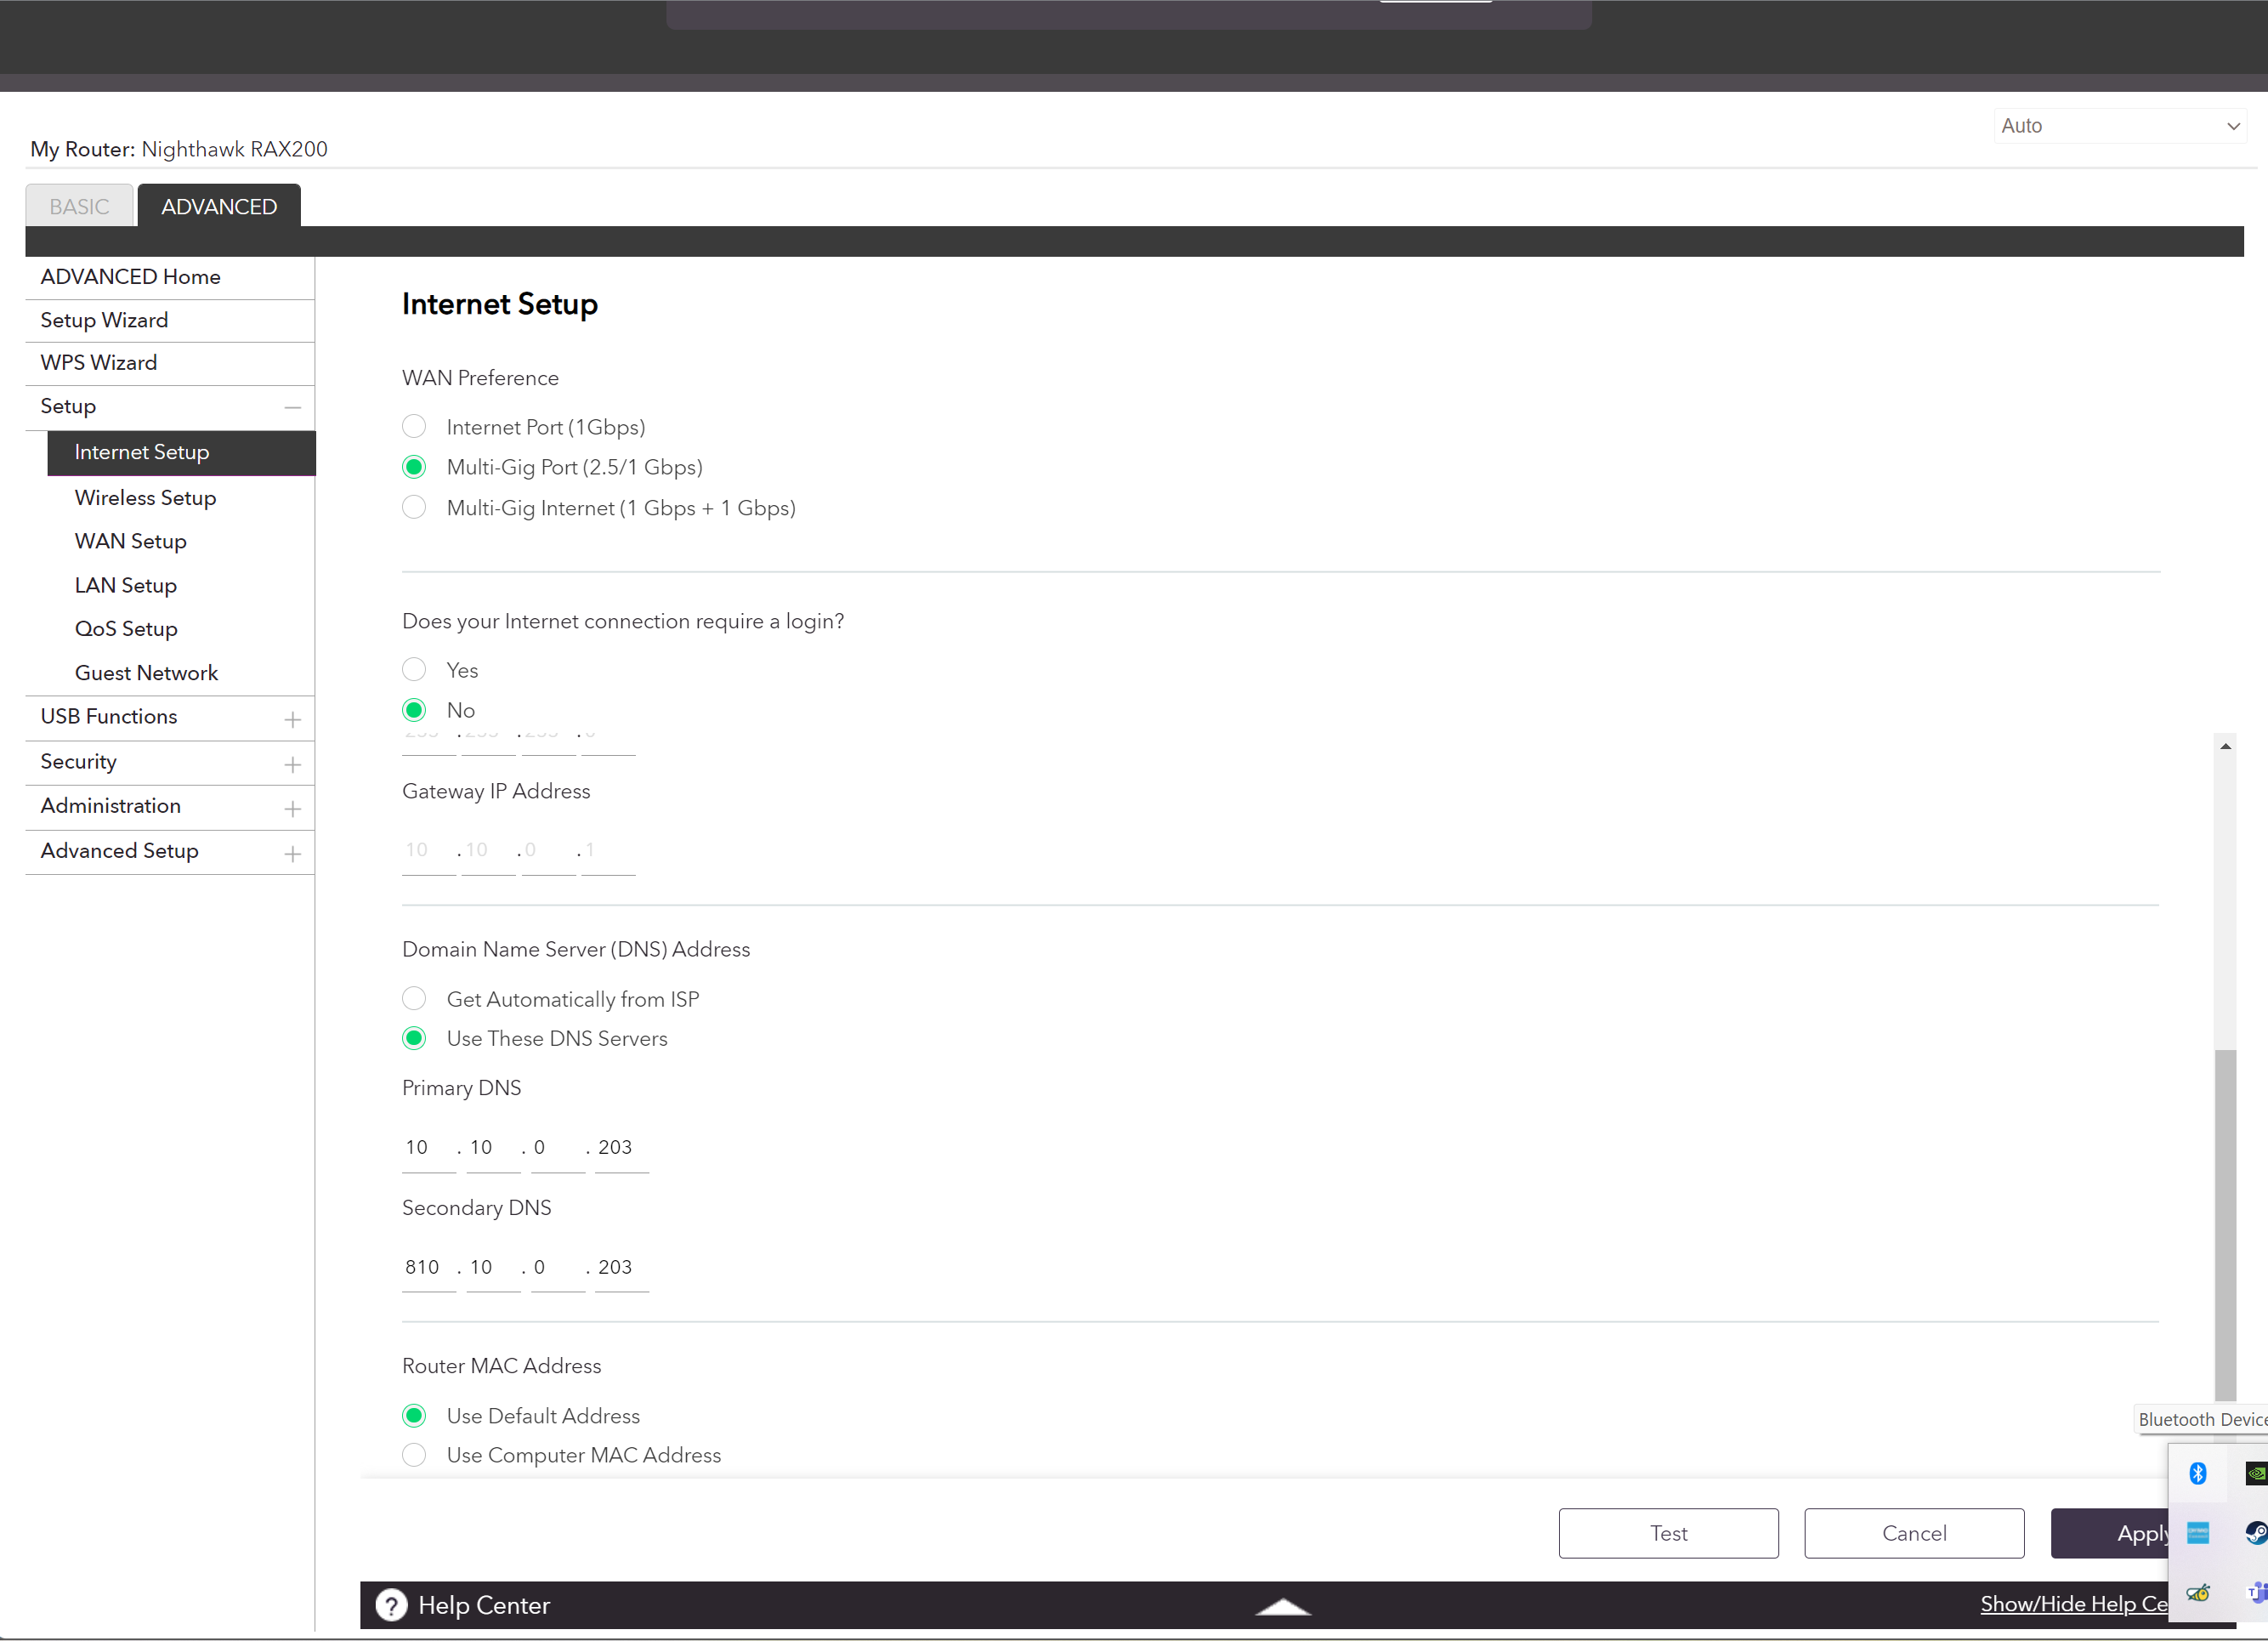 Auto
My Router: Nighthawk RAX200
BASIC
ADVANCED
ADVANCED Home
Setup Wizard
WPS Wizard
Setup
Internet Setup
Wireless Setup
WAN Setup
LAN Setup
QoS Setup
Guest Network
USB Functions
Security
Administration
Advanced Setup
Internet Setup
WAN Preference
Internet Port (1Gbps)
Multi-Gig Port (2.5/1 Gbps)
Multi-Gig Internet (1 Gbps + 1 Gbps)
Does your Internet connection require a login?
Yes
No
Gateway IP Address
10 . 10 . 0 . 1
Domain Name Server (DNS) Address
Get Automatically from ISP
Use These DNS Servers
Primary DNS
10 . 10 . 0 . 203
Secondary DNS
810 . 10 . 0 . 203
Router MAC Address
Use Default Address
Use Computer MAC Address
Bluetooth Device
Test
Cancel
Apply
? Help Center
Show/Hide Help Ce